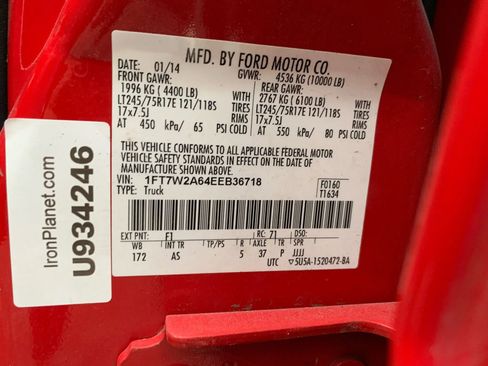 MFD. BY FORD MOTOR CO.
DATE: 01/14 GVWR: 4536 KG (10000 LB)
FRONT GAWR: REAR GAWR:
1996 KG (4400 LB) WITH 2767 KG (6100 LB) WITH
LT245/75R17E 121/118S TIRES LT245/75R17E 121/118S TIRES
17x7.5J RIMS 17x7.5J RIMS
AT 450 kPa/ 65 PSI COLD AT 550 kPa/ 80 PSI COLD
THIS VEHICLE CONFORMS TO ALL APPLICABLE FEDERAL MOTOR
VEHICLE SAFETY STANDARDS IN EFFECT ON THE DATE OF
MANUFACTURE SHOWN ABOVE.
VIN: 1FT7W2A64EEB36718
TYPE: Truck
F0160
T1634
EXT PNT: F1 RC: 71 DSO:
WB INT TR TP/PS R AXLE TR SPR
172 AS 5 37 P JJJJ
UTC ▽5U5A-1520472-BA
IronPlanet.com
U934246